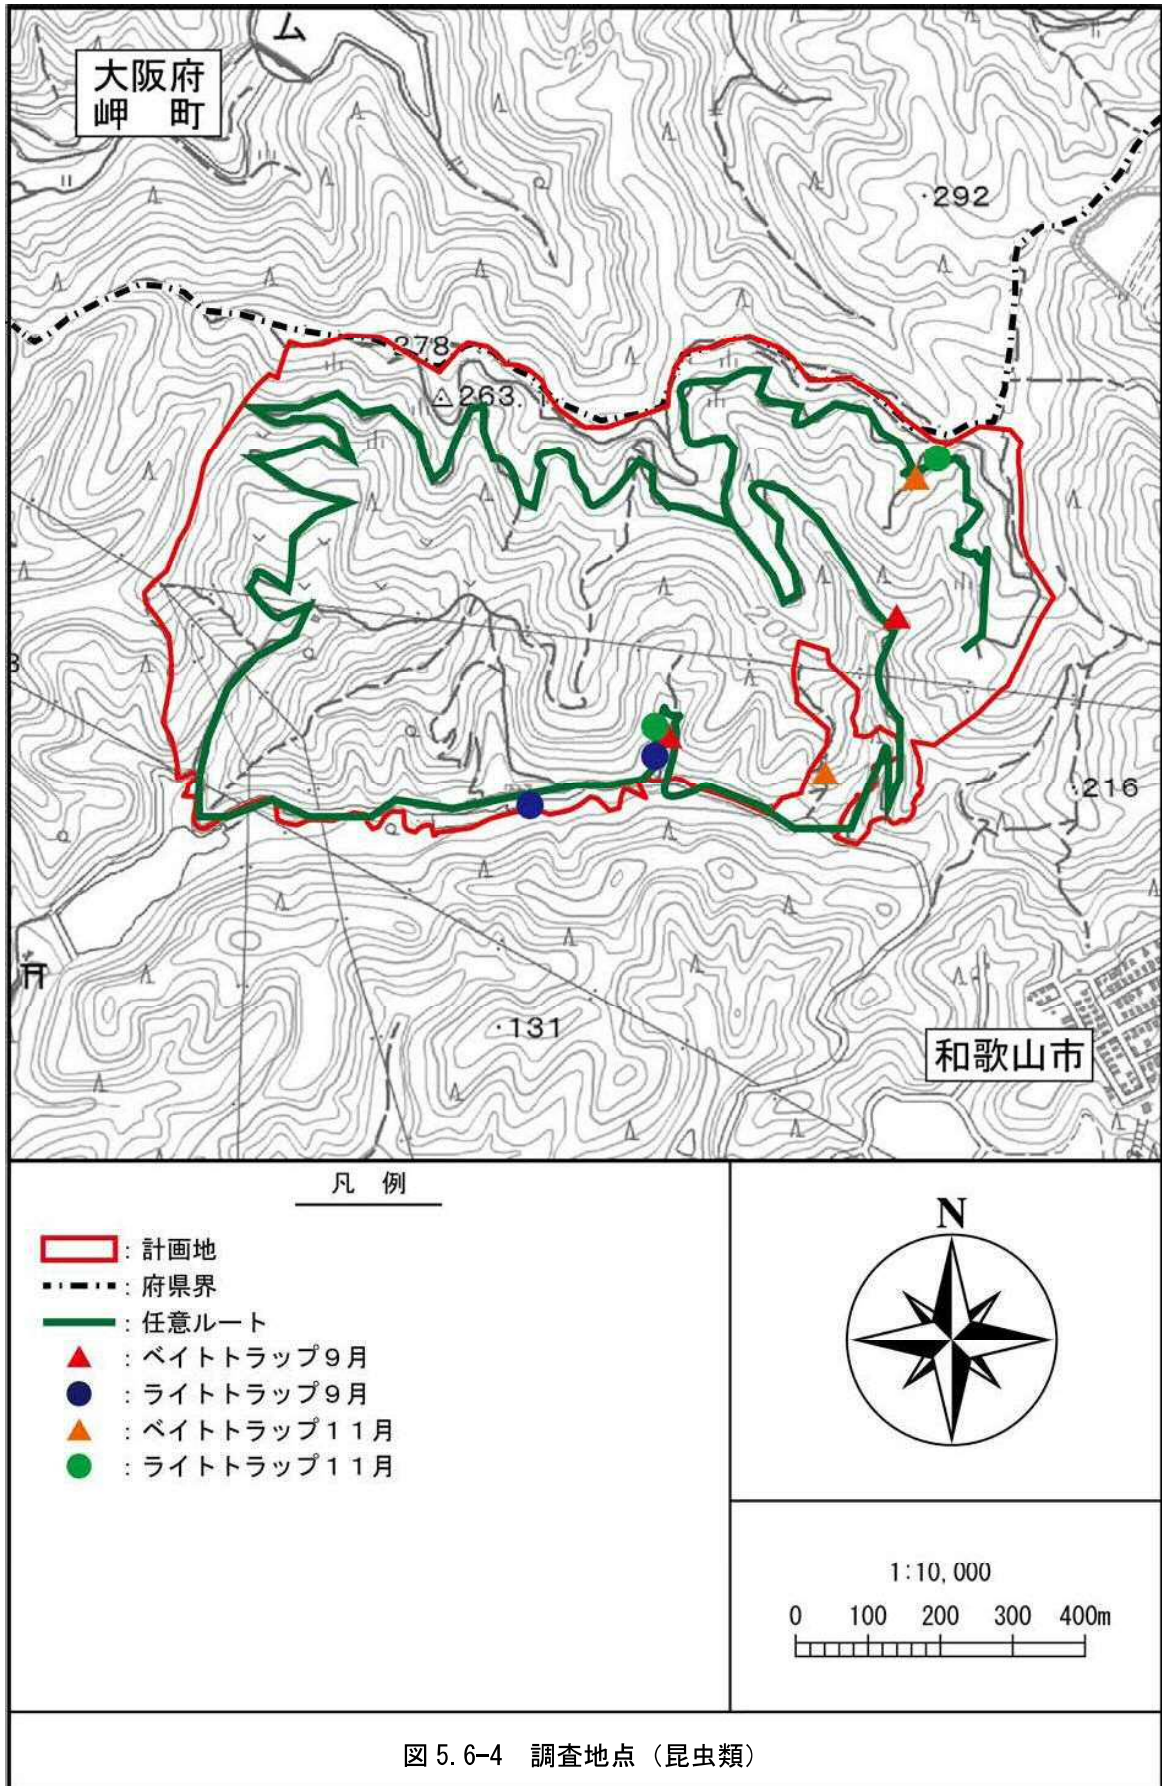 ム
大阪府
岬　町
250
・292
278
263.1
20
・216
・131
和歌山市
凡　例
：計画地
：府県界
：任意ルート
：ベイトトラップ９月
：ライトトラップ９月
：ベイトトラップ１１月
：ライトトラップ１１月
N
1:10,000
0 100 200 300 400m
図 5.6-4　調査地点（昆虫類）